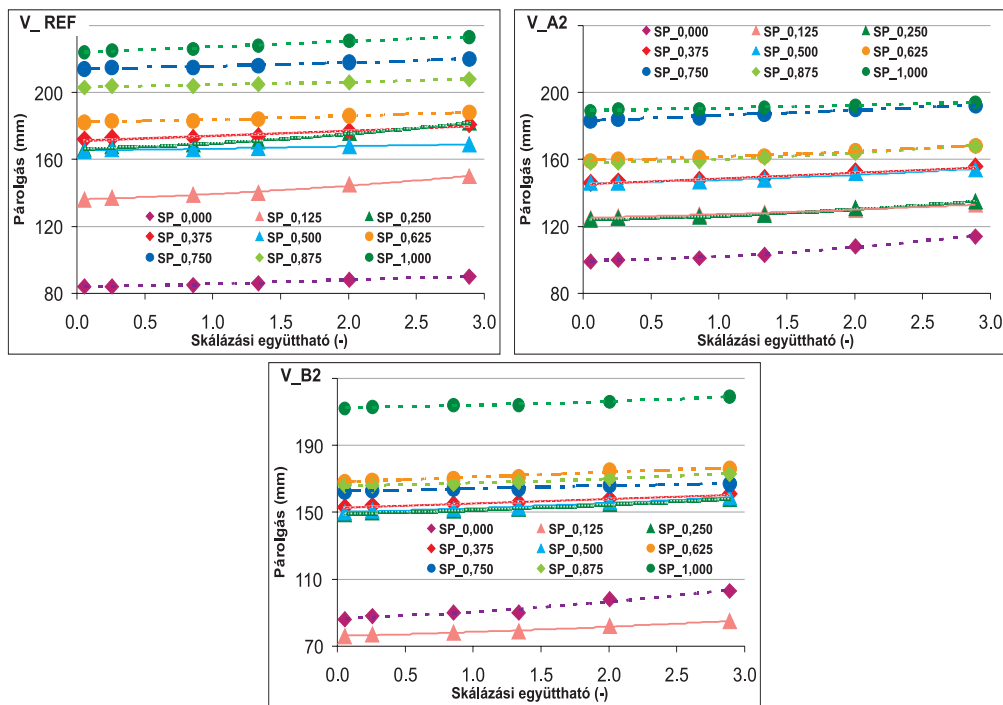 V_ REF
Párolgás (mm)
200
160
120
80
SP_0,000 SP_0,125 SP_0,250
SP_0,375 SP_0,500 SP_0,625
SP_0,750 SP_0,875 SP_1,000
0.0 0.5 1.0 1.5 2.0 2.5 3.0
Skálázási együttható (-)
V_A2
Párolgás (mm)
SP_0,000 SP_0,125 SP_0,250
SP_0,375 SP_0,500 SP_0,625
SP_0,750 SP_0,875 SP_1,000
200
160
120
80
0.0 0.5 1.0 1.5 2.0 2.5 3.0
Skálázási együttható (-)
V_B2
Párolgás (mm)
190
150
110
70
SP_0,000 SP_0,125 SP_0,250
SP_0,375 SP_0,500 SP_0,625
SP_0,750 SP_0,875 SP_1,000
0.0 0.5 1.0 1.5 2.0 2.5 3.0
Skálázási együttható (-)